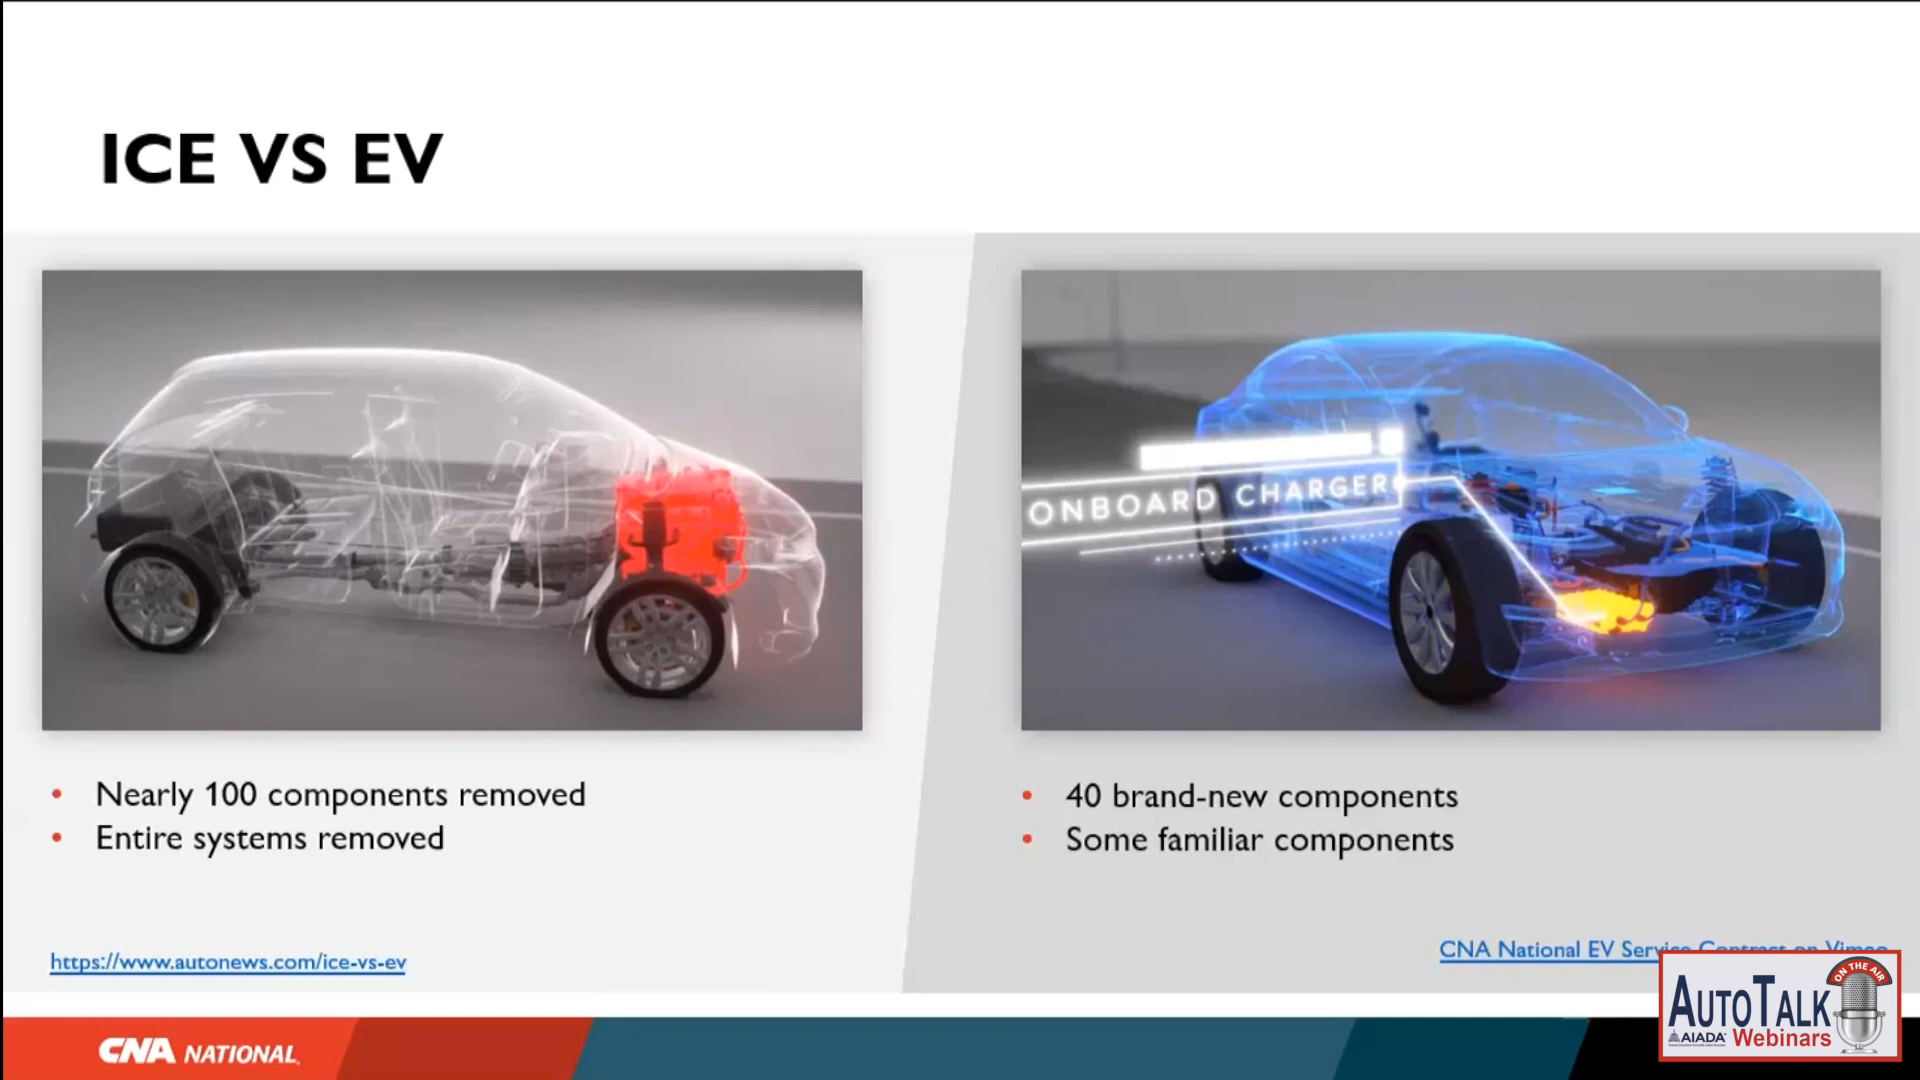 ICE VS EV
ONBOARD CHARGER
• Nearly 100 components removed
• Entire systems removed
• 40 brand-new components
• Some familiar components
https://www.autonews.com/ice-vs-ev
CNA National EV Service Contract on Vimeo
CNA NATIONAL
ON THE AIR
AUTOTALK
AIADA Webinars